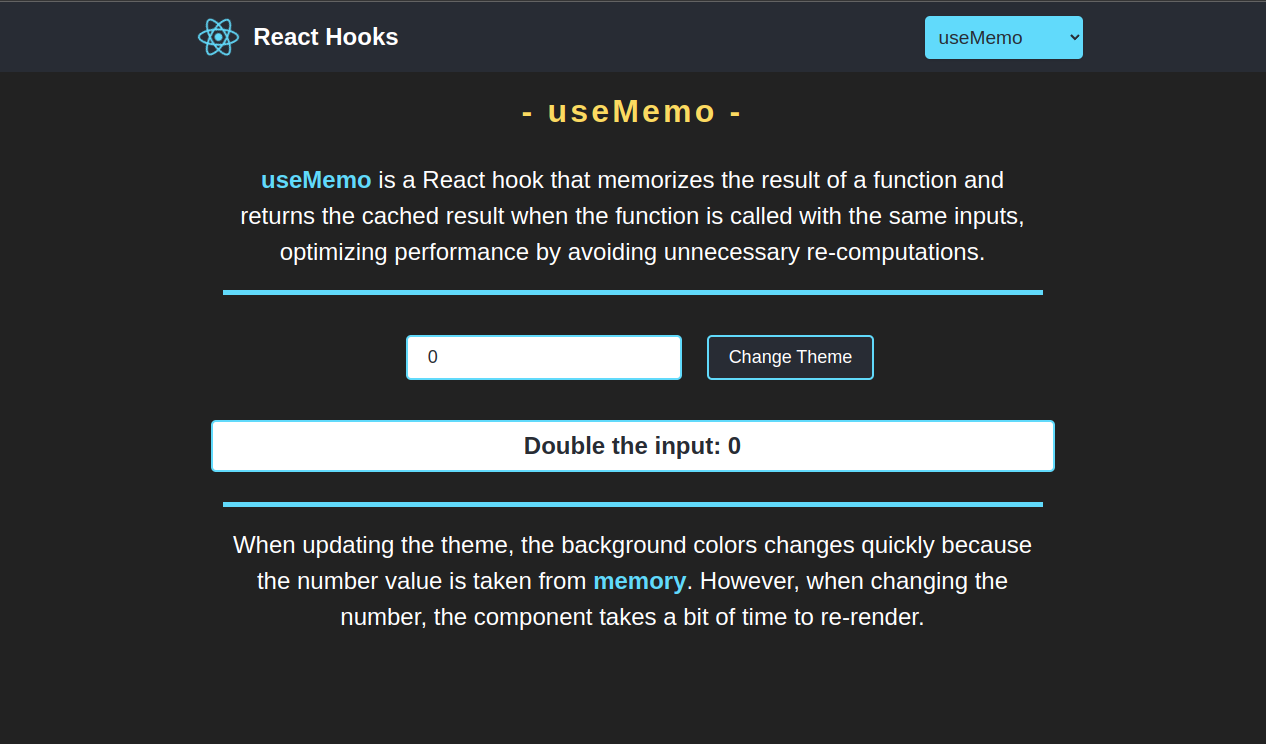 React Hooks
useMemo
- useMemo -
useMemo is a React hook that memorizes the result of a function and
returns the cached result when the function is called with the same inputs,
optimizing performance by avoiding unnecessary re-computations.
0
Change Theme
Double the input: 0
When updating the theme, the background colors changes quickly because
the number value is taken from memory. However, when changing the
number, the component takes a bit of time to re-render.